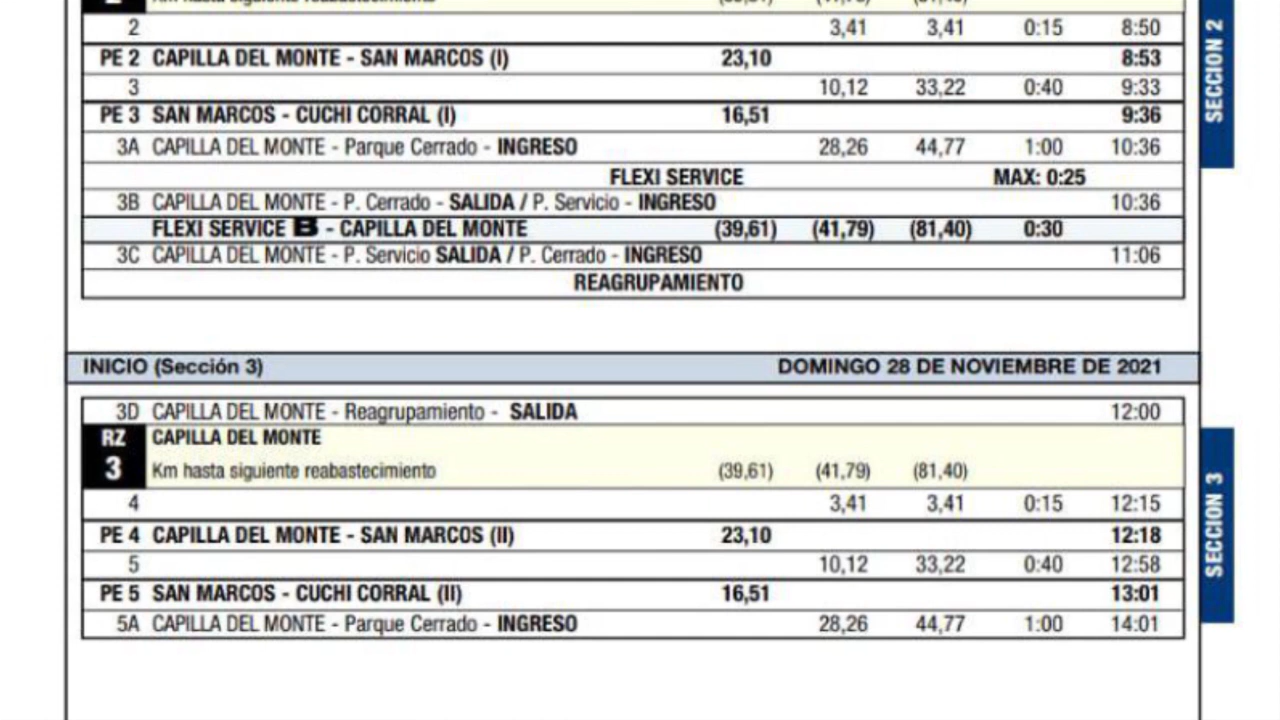 2 3,41 3,41 0:15 8:50
PE 2 CAPILLA DEL MONTE - SAN MARCOS (I) 23,10 8:53
3 10,12 33,22 0:40 9:33
PE 3 SAN MARCOS - CUCHI CORRAL (I) 16,51 9:36
3A CAPILLA DEL MONTE - Parque Cerrado - INGRESO 28,26 44,77 1:00 10:36
FLEXI SERVICE MAX: 0:25
3B CAPILLA DEL MONTE - P. Cerrado - SALIDA / P. Servicio - INGRESO 10:36
FLEXI SERVICE B - CAPILLA DEL MONTE (39,61) (41,79) (81,40) 0:30
3C CAPILLA DEL MONTE - P. Servicio SALIDA / P. Cerrado - INGRESO 11:06
REAGRUPAMIENTO
SECCION 2
INICIO (Sección 3) DOMINGO 28 DE NOVIEMBRE DE 2021
3D CAPILLA DEL MONTE - Reagrupamiento - SALIDA 12:00
RZ CAPILLA DEL MONTE
3 Km hasta siguiente reabastecimiento (39,61) (41,79) (81,40)
4 3,41 3,41 0:15 12:15
PE 4 CAPILLA DEL MONTE - SAN MARCOS (II) 23,10 12:18
5 10,12 33,22 0:40 12:58
PE 5 SAN MARCOS - CUCHI CORRAL (II) 16,51 13:01
5A CAPILLA DEL MONTE - Parque Cerrado - INGRESO 28,26 44,77 1:00 14:01
SECCION 3